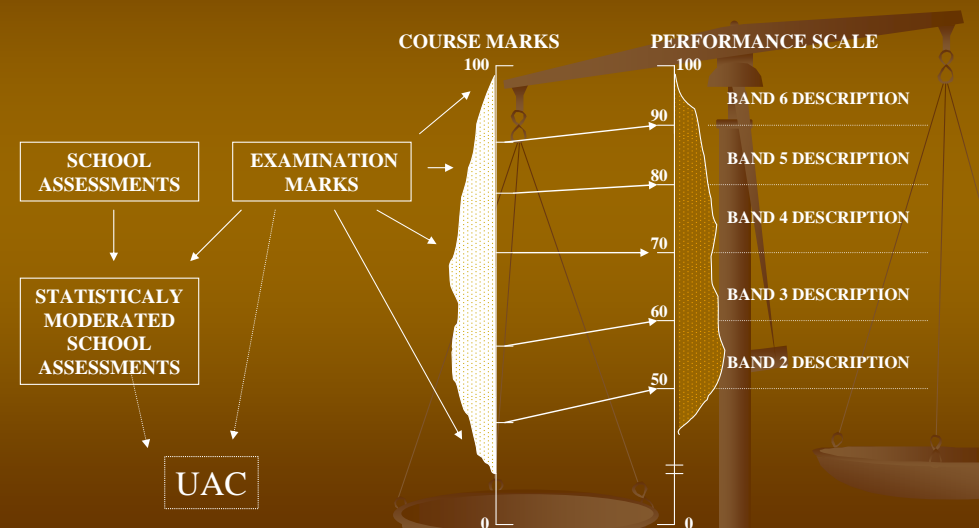 COURSE MARKS
PERFORMANCE SCALE
100
100
BAND 6 DESCRIPTION
90
SCHOOL
ASSESSMENTS
EXAMINATION
MARKS
BAND 5 DESCRIPTION
80
BAND 4 DESCRIPTION
70
STATISTICALY
MODERATED
SCHOOL
ASSESSMENTS
BAND 3 DESCRIPTION
60
BAND 2 DESCRIPTION
50
UAC
0
0